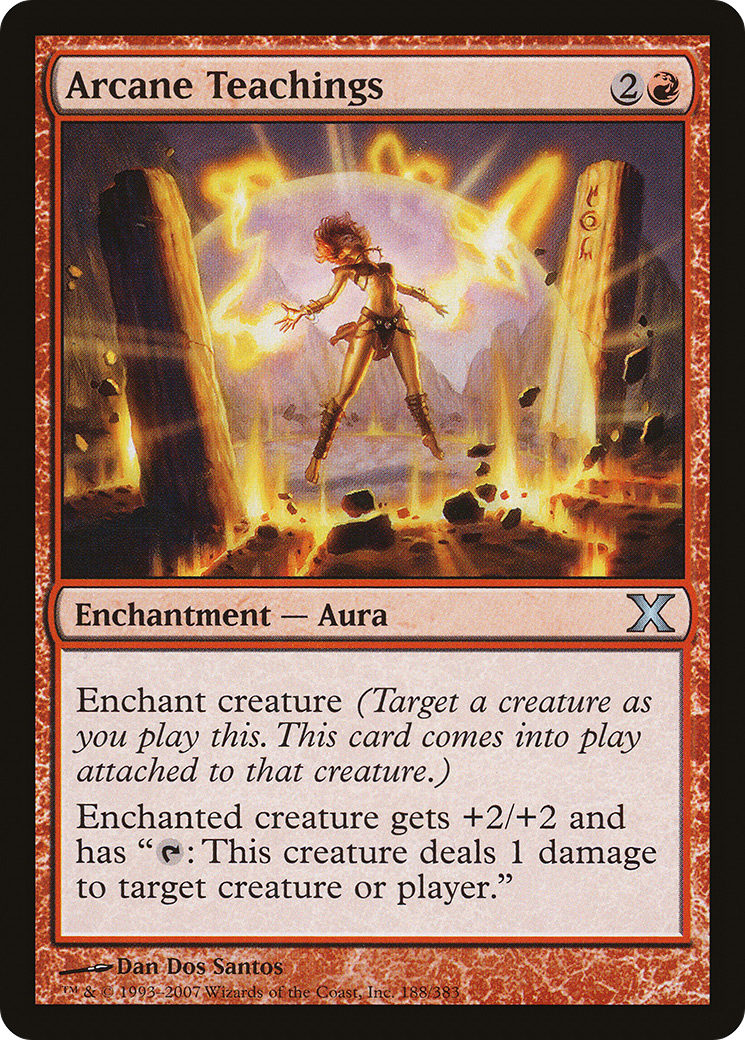 Arcane Teachings 2
Enchantment — Aura X
Enchant creature (Target a creature as
you play this. This card comes into play
attached to that creature.)
Enchanted creature gets +2/+2 and
has “ : This creature deals 1 damage
to target creature or player.”
Dan Dos Santos
™ & © 1993–2007 Wizards of the Coast, Inc. 188/383